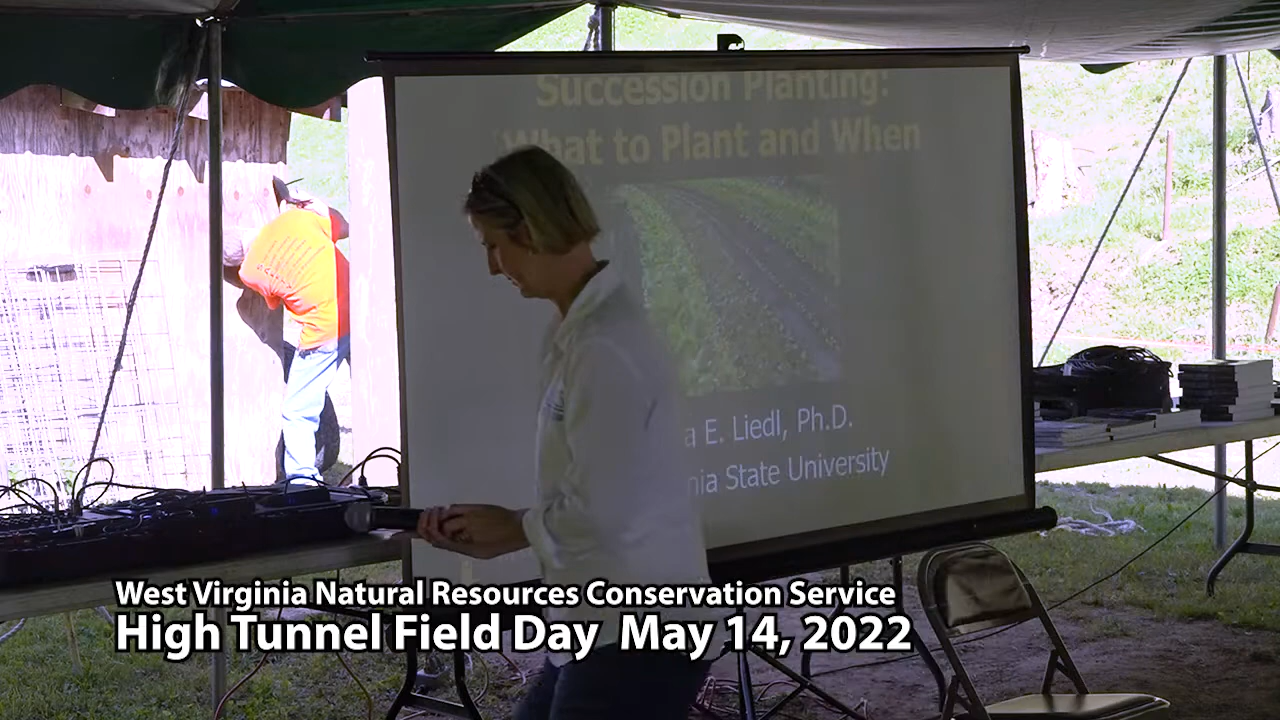 Succession Planting:
What to Plant and When
a E. Liedl, Ph.D.
nia State University
West Virginia Natural Resources Conservation Service
High Tunnel Field Day May 14, 2022